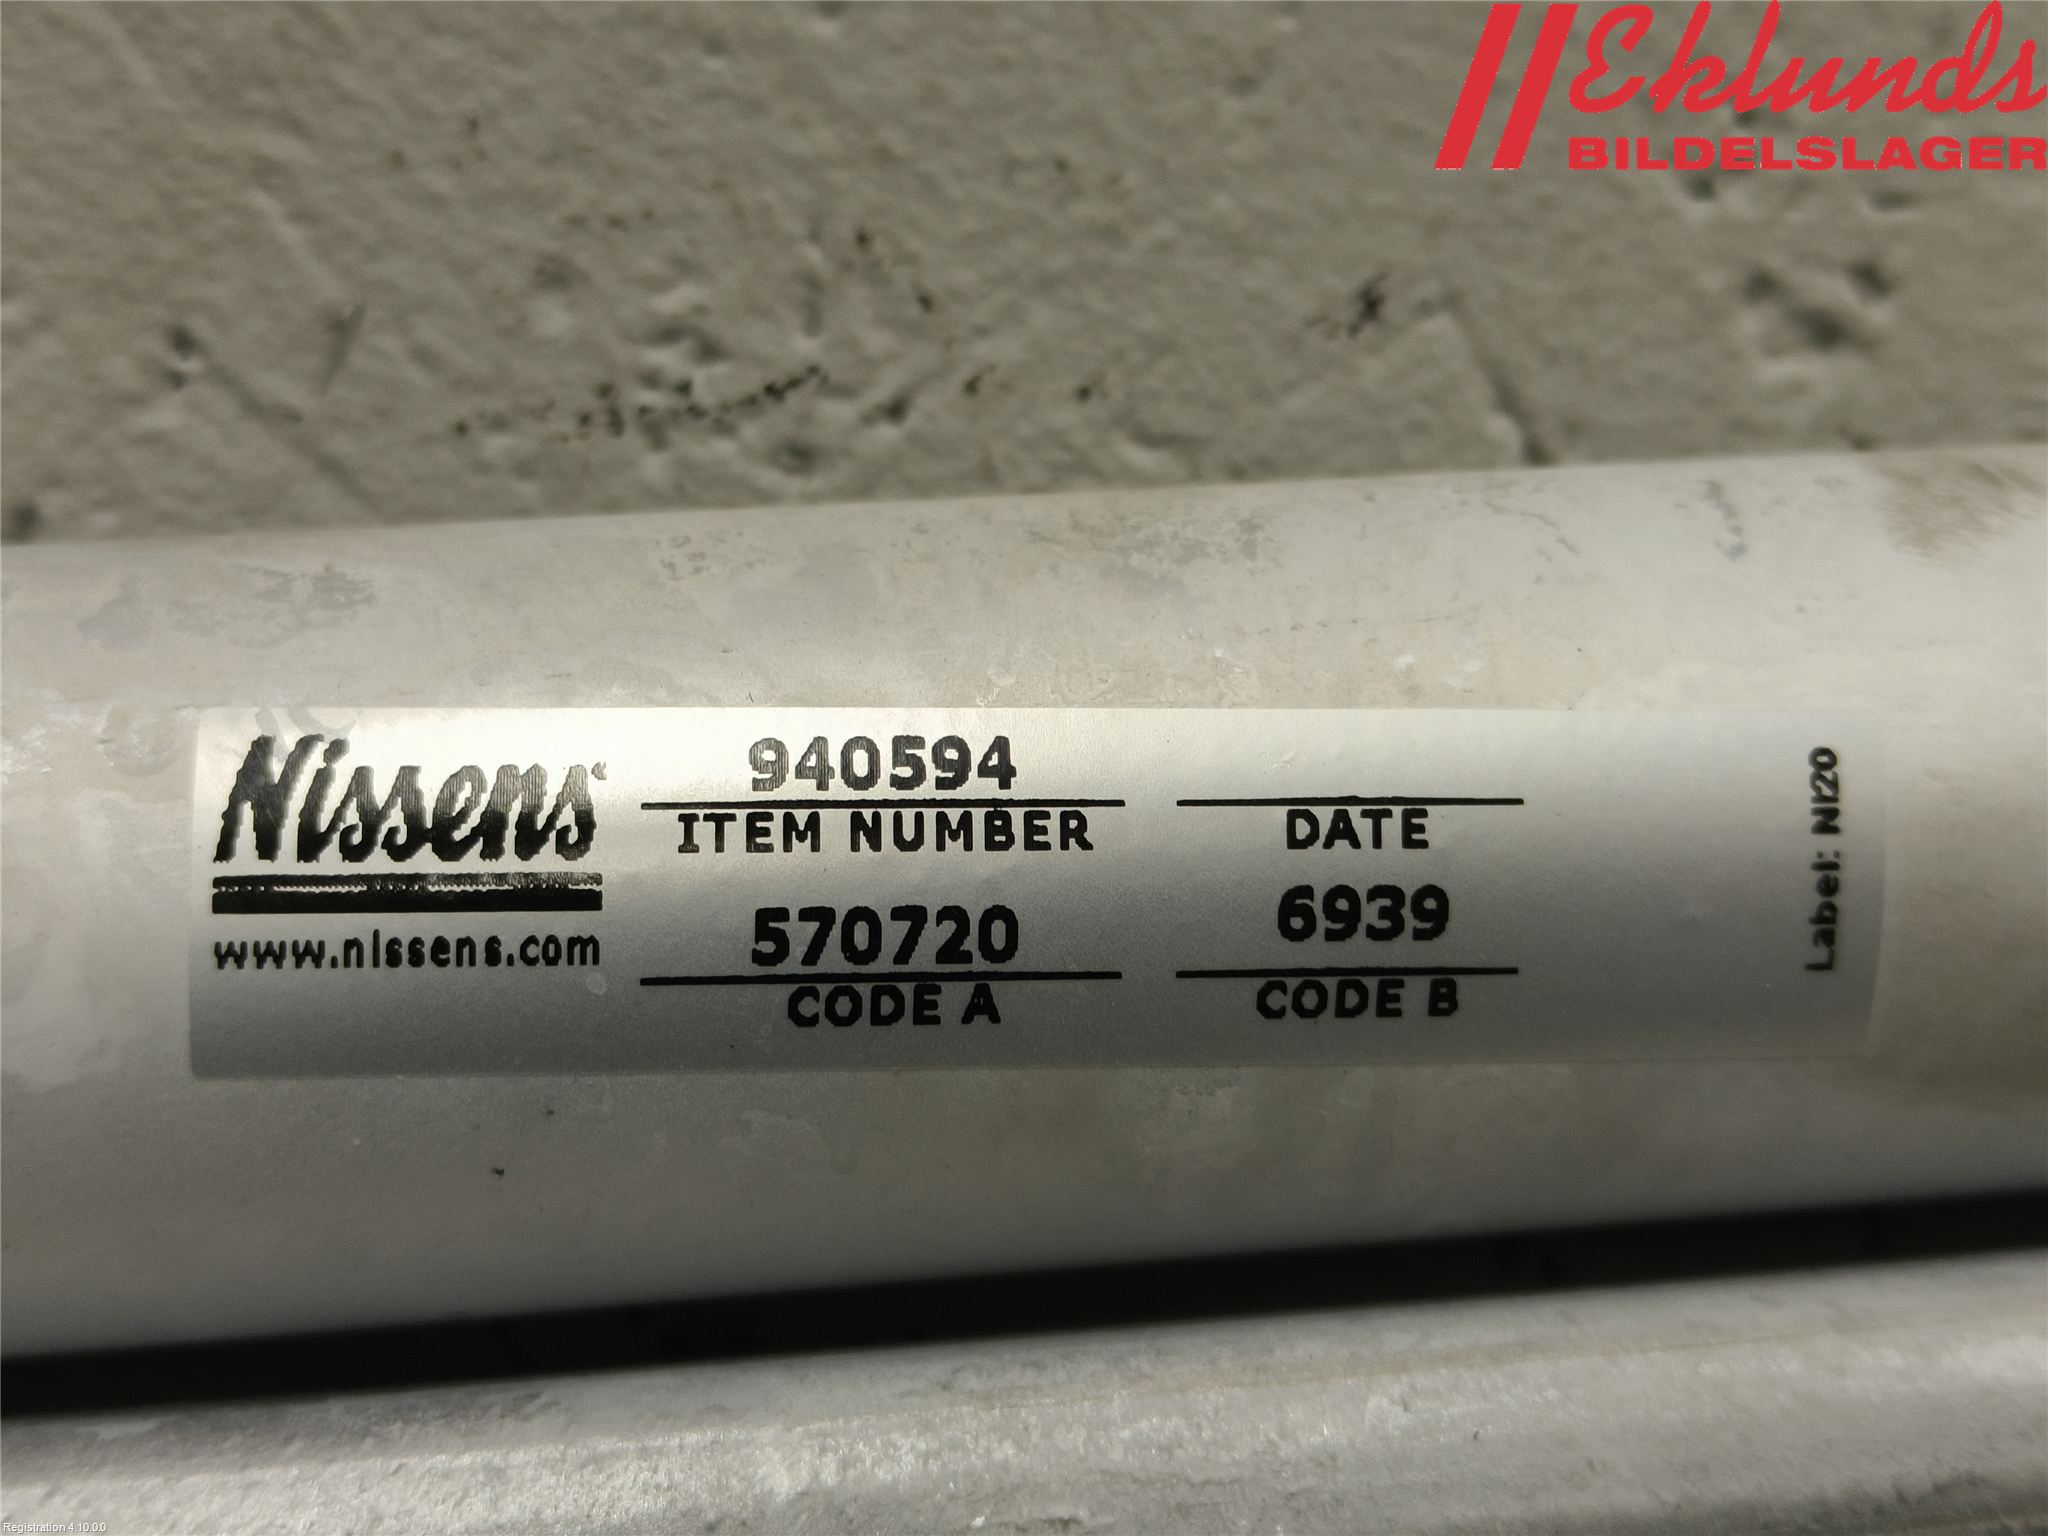 Eklunds
BILDELSLAGER
Nissens
www.nissens.com
940594
ITEM NUMBER
570720
CODE A
DATE
6939
CODE B
Label: NI20
Registration 4.10.0.0